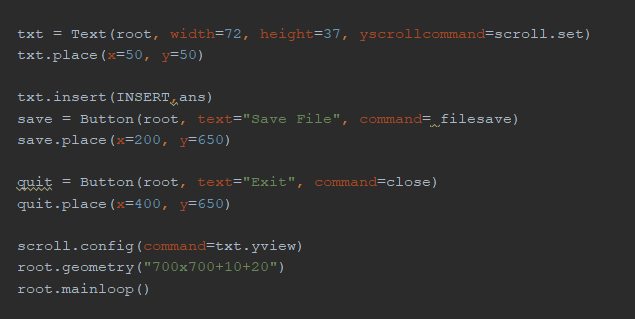 txt = Text(root, width=72, height=37, yscrollcommand=scroll.set)
txt.place(x=50, y=50)
txt.insert(INSERT,ans)
save = Button(root, text="Save File", command= filesave)
save.place(x=200, y=650)
quit = Button(root, text="Exit", command=close)
quit.place(x=400, y=650)
scroll.config(command=txt.yview)
root.geometry("700x700+10+20")
root.mainloop()